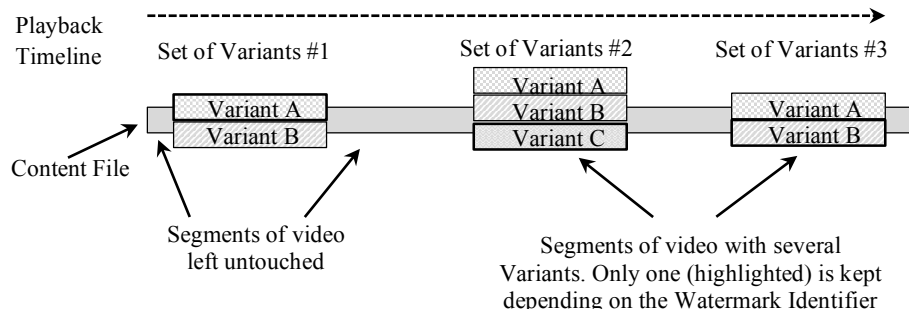 Playback
Timeline
Set of Variants #1
Set of Variants #2
Set of Variants #3
Variant A
Variant B
Variant A
Variant B
Variant C
Variant A
Variant B
Content File
Segments of video
left untouched
Segments of video with several
Variants. Only one (highlighted) is kept
depending on the Watermark Identifier